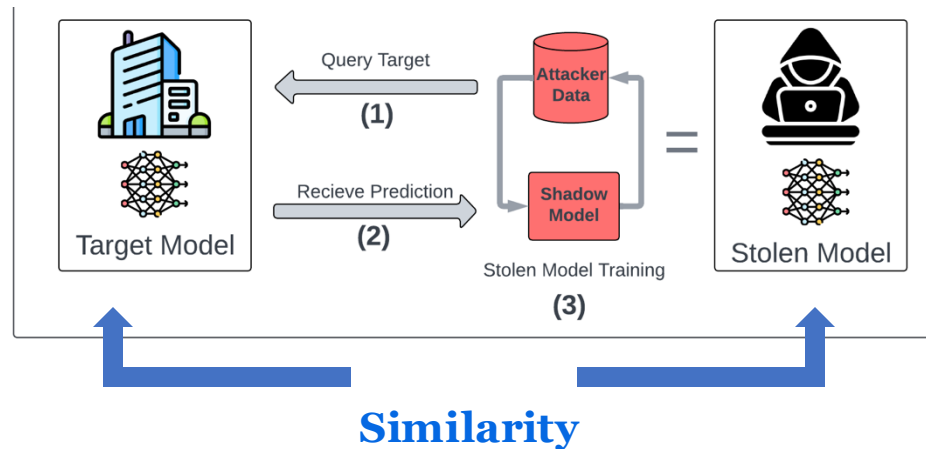 Query Target
(1)
Recieve Prediction
(2)
Target Model
Attacker
Data
Shadow
Model
Stolen Model Training
(3)
=
Stolen Model
Similarity